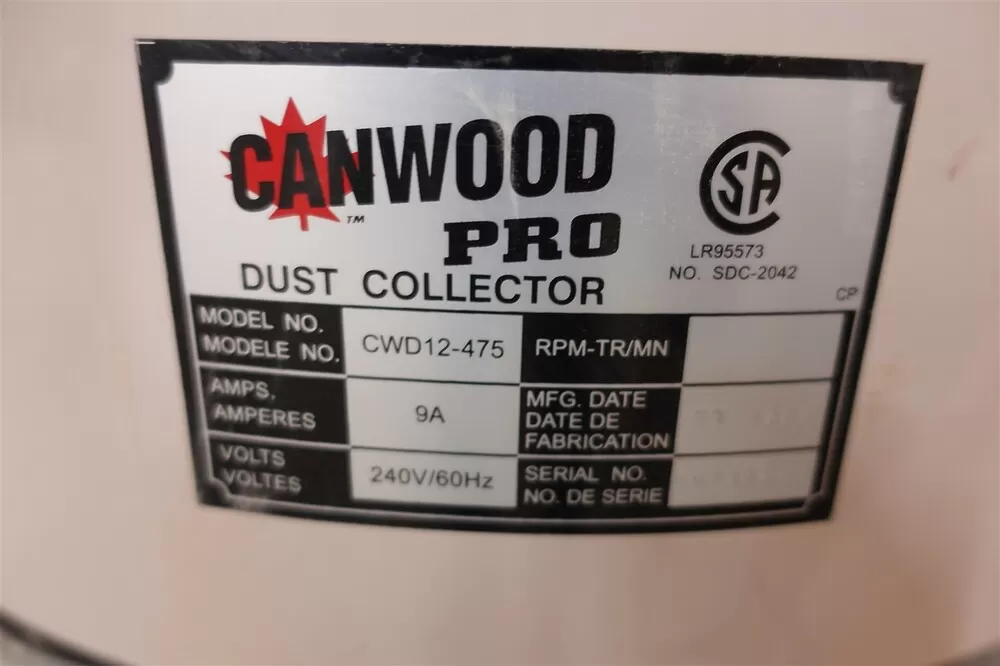 CANWOOD
TM
PRO
DUST COLLECTOR
CSA
LR95573
NO. SDC-2042
CP
MODEL NO.
MODELE NO.
CWD12-475
RPM-TR/MN
AMPS.
AMPERES
9A
MFG. DATE
DATE DE
FABRICATION
VOLTS
VOLTES
240V/60Hz
SERIAL NO.
NO. DE SERIE